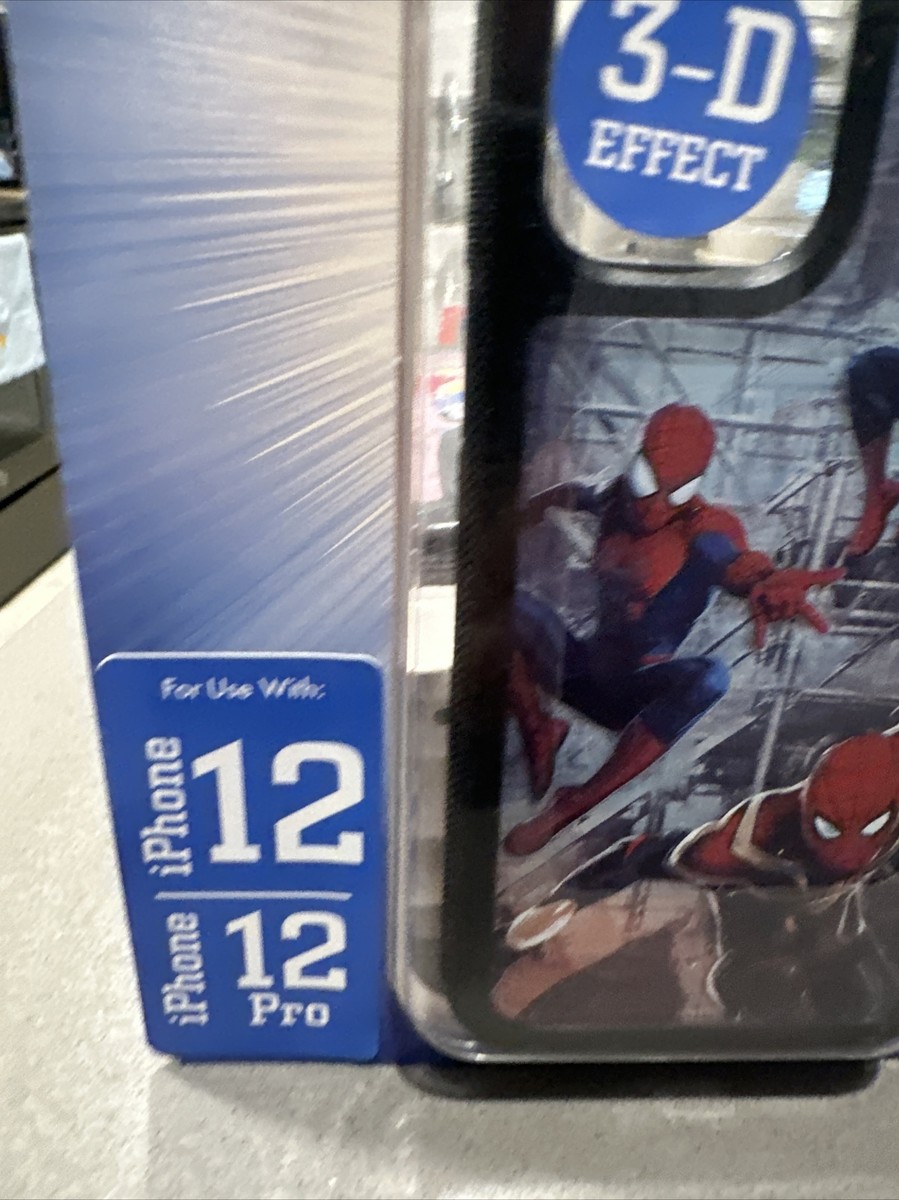 3-D
EFFECT
For Use With:
iPhone 12
iPhone 12 Pro